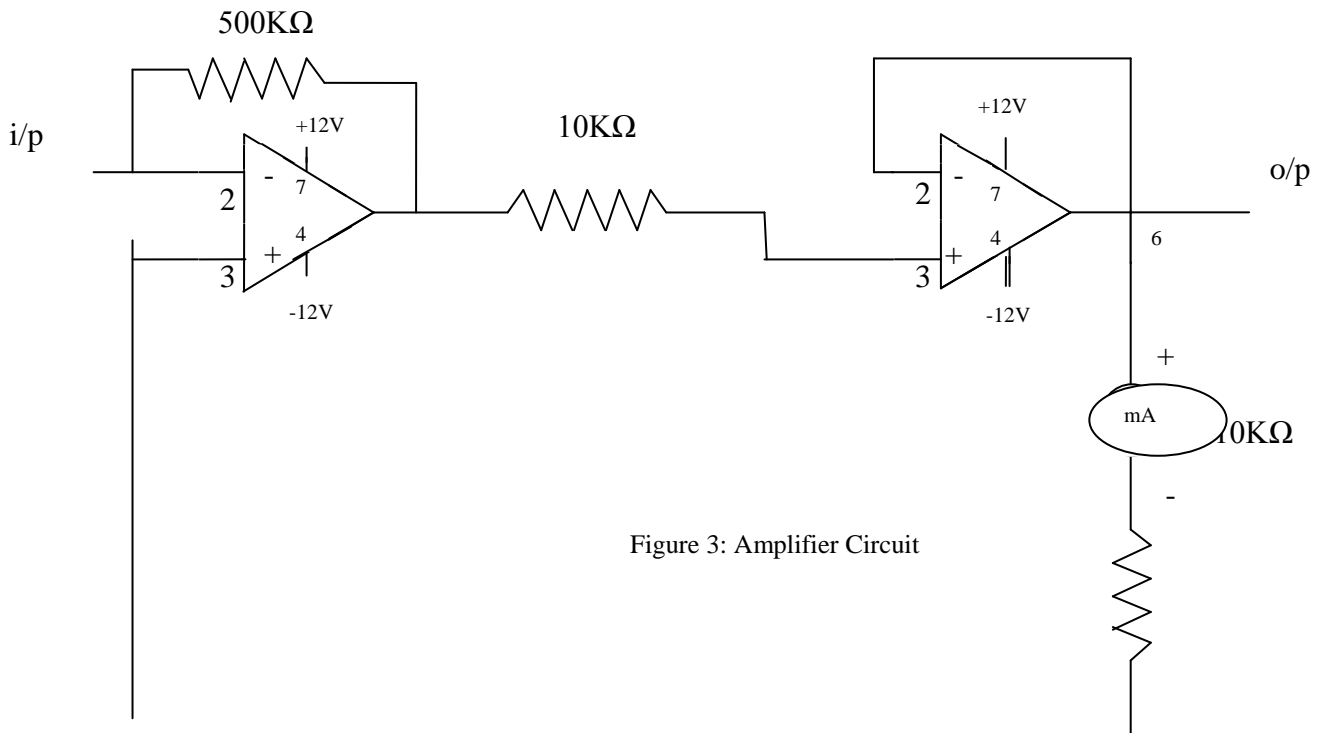 500KΩ
i/p
+12V
10KΩ
+12V
o/p
-
7
2
4
+
3
-12V
-
7
2
4
6
+
3
-12V
+
mA
10KΩ
-
Figure 3: Amplifier Circuit